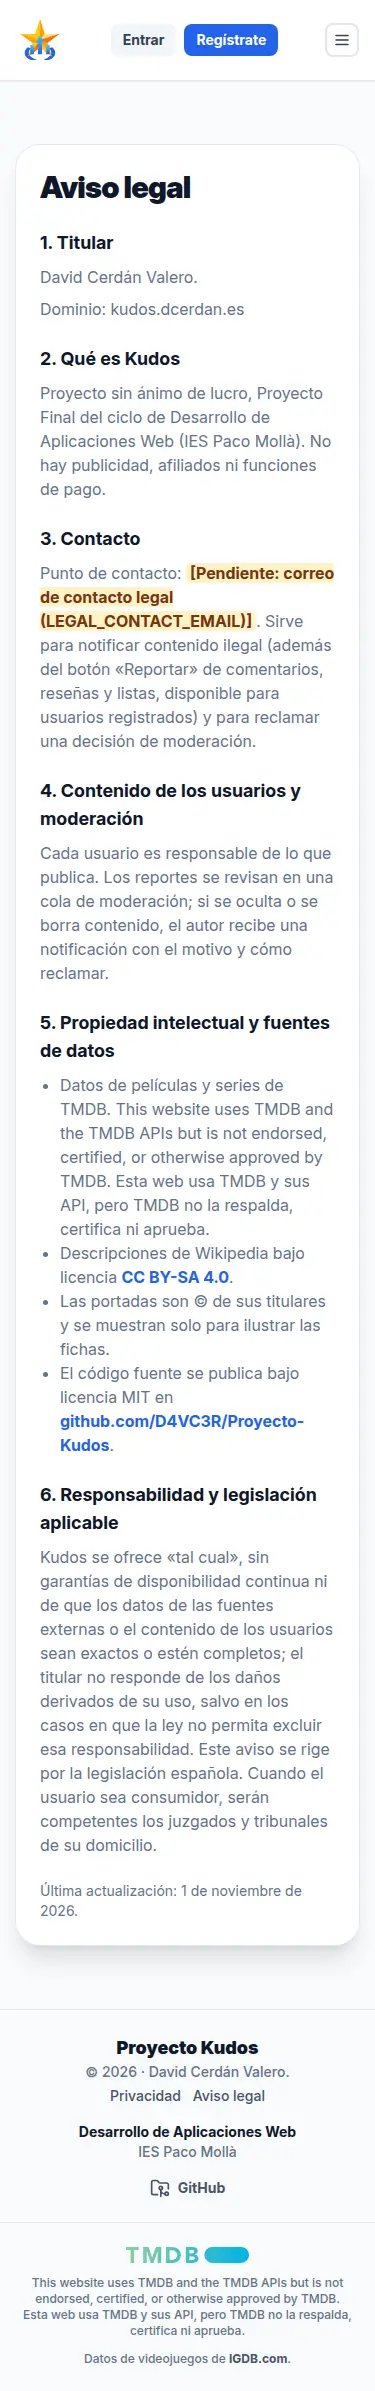 Entrar
Regístrate
Aviso legal
1. Titular
David Cerdán Valero.
Dominio: kudos.dcerdan.es
2. Qué es Kudos
Proyecto sin ánimo de lucro, Proyecto
Final del ciclo de Desarrollo de
Aplicaciones Web (IES Paco Mollà). No
hay publicidad, afiliados ni funciones
de pago.
3. Contacto
Punto de contacto: [Pendiente: correo
de contacto legal
(LEGAL_CONTACT_EMAIL)] . Sirve
para notificar contenido ilegal (además
del botón «Reportar» de comentarios,
reseñas y listas, disponible para
usuarios registrados) y para reclamar
una decisión de moderación.
4. Contenido de los usuarios y
moderación
Cada usuario es responsable de lo que
publica. Los reportes se revisan en una
cola de moderación; si se oculta o se
borra contenido, el autor recibe una
notificación con el motivo y cómo
reclamar.
5. Propiedad intelectual y fuentes
de datos
• Datos de películas y series de
TMDB. This website uses TMDB and
the TMDB APIs but is not endorsed,
certified, or otherwise approved by
TMDB. Esta web usa TMDB y sus
API, pero TMDB no la respalda,
certifica ni aprueba.
• Descripciones de Wikipedia bajo
licencia CC BY-SA 4.0.
• Las portadas son © de sus titulares
y se muestran solo para ilustrar las
fichas.
• El código fuente se publica bajo
licencia MIT en
github.com/D4VC3R/Proyecto-
Kudos.
6. Responsabilidad y legislación
aplicable
Kudos se ofrece «tal cual», sin
garantías de disponibilidad continua ni
de que los datos de las fuentes
externas o el contenido de los usuarios
sean exactos o estén completos; el
titular no responde de los daños
derivados de su uso, salvo en los
casos en que la ley no permita excluir
esa responsabilidad. Este aviso se rige
por la legislación española. Cuando el
usuario sea consumidor, serán
competentes los juzgados y tribunales
de su domicilio.
Última actualización: 1 de noviembre de
2026.
Proyecto Kudos
© 2026 · David Cerdán Valero.
Privacidad Aviso legal
Desarrollo de Aplicaciones Web
IES Paco Mollà
GitHub
TMDB
This website uses TMDB and the TMDB APIs but is not
endorsed, certified, or otherwise approved by TMDB.
Esta web usa TMDB y sus API, pero TMDB no la respalda,
certifica ni aprueba.
Datos de videojuegos de IGDB.com.